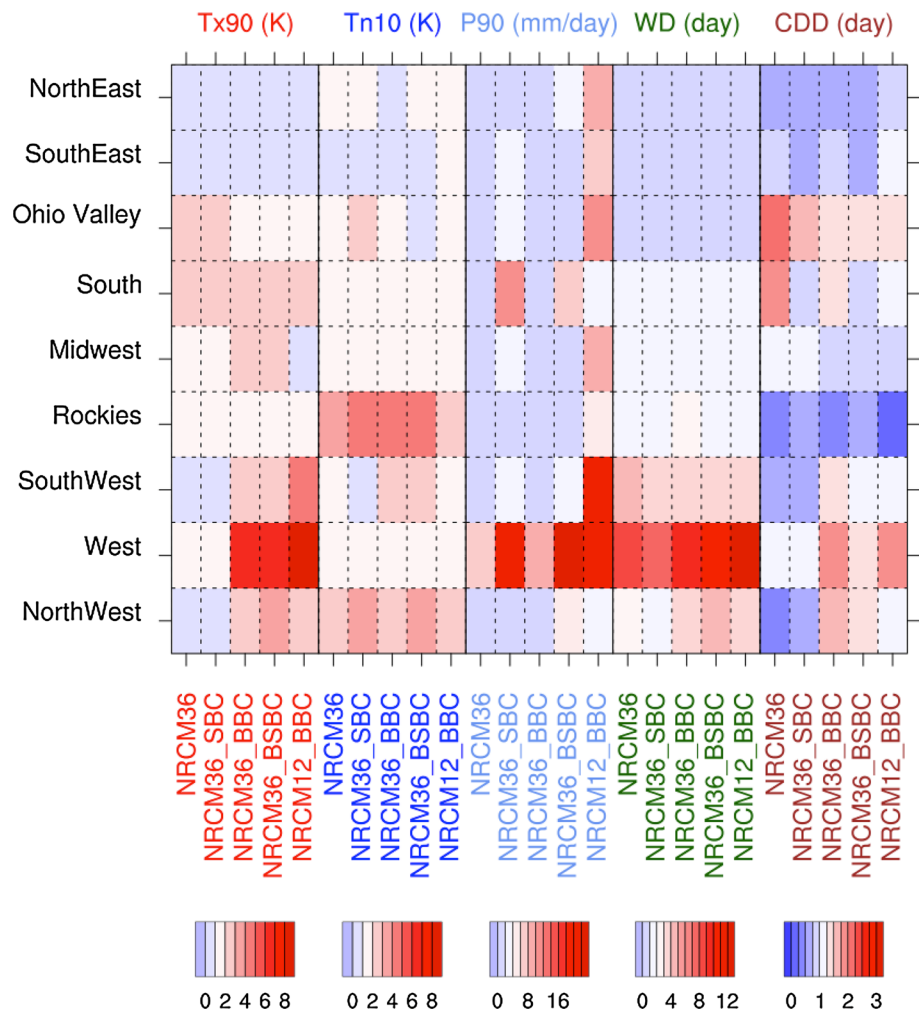 Tx90 (K) Tn10 (K) P90 (mm/day) WD (day) CDD (day)
NorthEast
SouthEast
Ohio Valley
South
Midwest
Rockies
SouthWest
West
NorthWest
NRCM36
NRCM36_SBC
NRCM36_BBC
NRCM36_BSBC
NRCM12_BBC
NRCM36
NRCM36_SBC
NRCM36_BBC
NRCM36_BSBC
NRCM12_BBC
NRCM36
NRCM36_SBC
NRCM36_BBC
NRCM36_BSBC
NRCM12_BBC
NRCM36
NRCM36_SBC
NRCM36_BBC
NRCM36_BSBC
NRCM12_BBC
NRCM36
NRCM36_SBC
NRCM36_BBC
NRCM36_BSBC
NRCM12_BBC
0 2 4 6 8 0 2 4 6 8 0 8 16 0 4 8 12 0 1 2 3